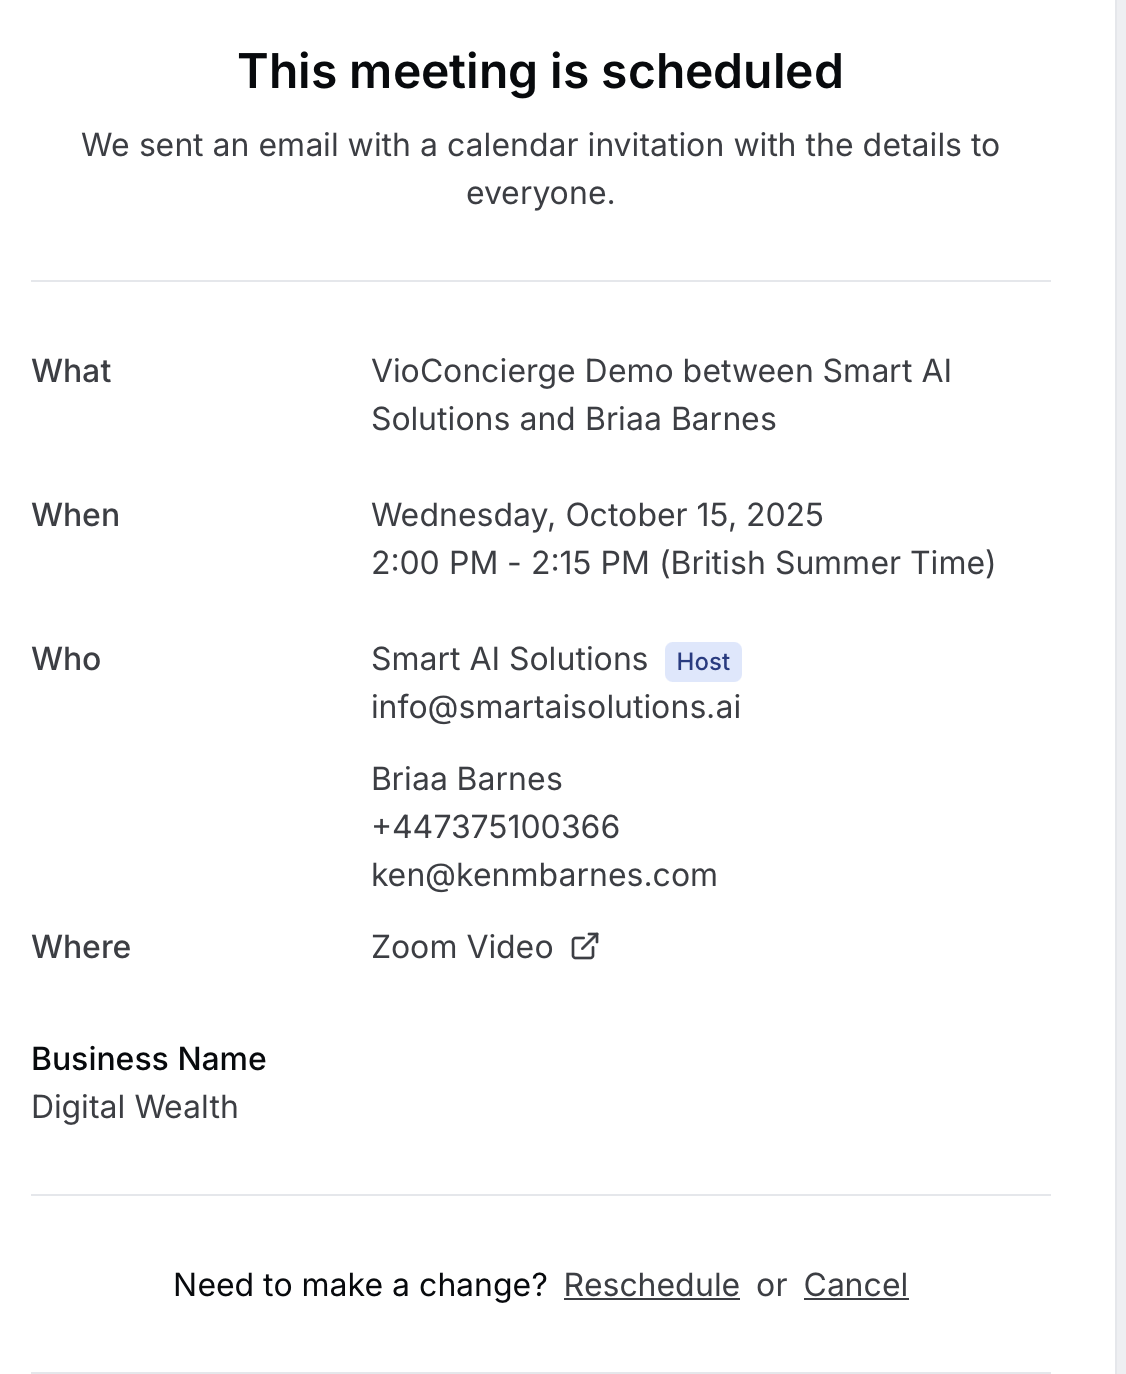 This meeting is scheduled
We sent an email with a calendar invitation with the details to
everyone.
What
VioConcierge Demo between Smart AI
Solutions and Briaa Barnes
When
Wednesday, October 15, 2025
2:00 PM - 2:15 PM (British Summer Time)
Who
Smart AI Solutions Host
info@smartaisolutions.ai
Briaa Barnes
+447375100366
ken@kenmbarnes.com
Where
Zoom Video
Business Name
Digital Wealth
Need to make a change? Reschedule or Cancel